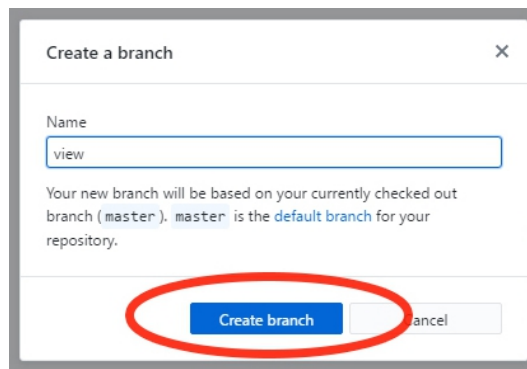 Create a branch
Name
view
Your new branch will be based on your currently checked out
branch (master). master is the default branch for your
repository.
Create branch
Cancel